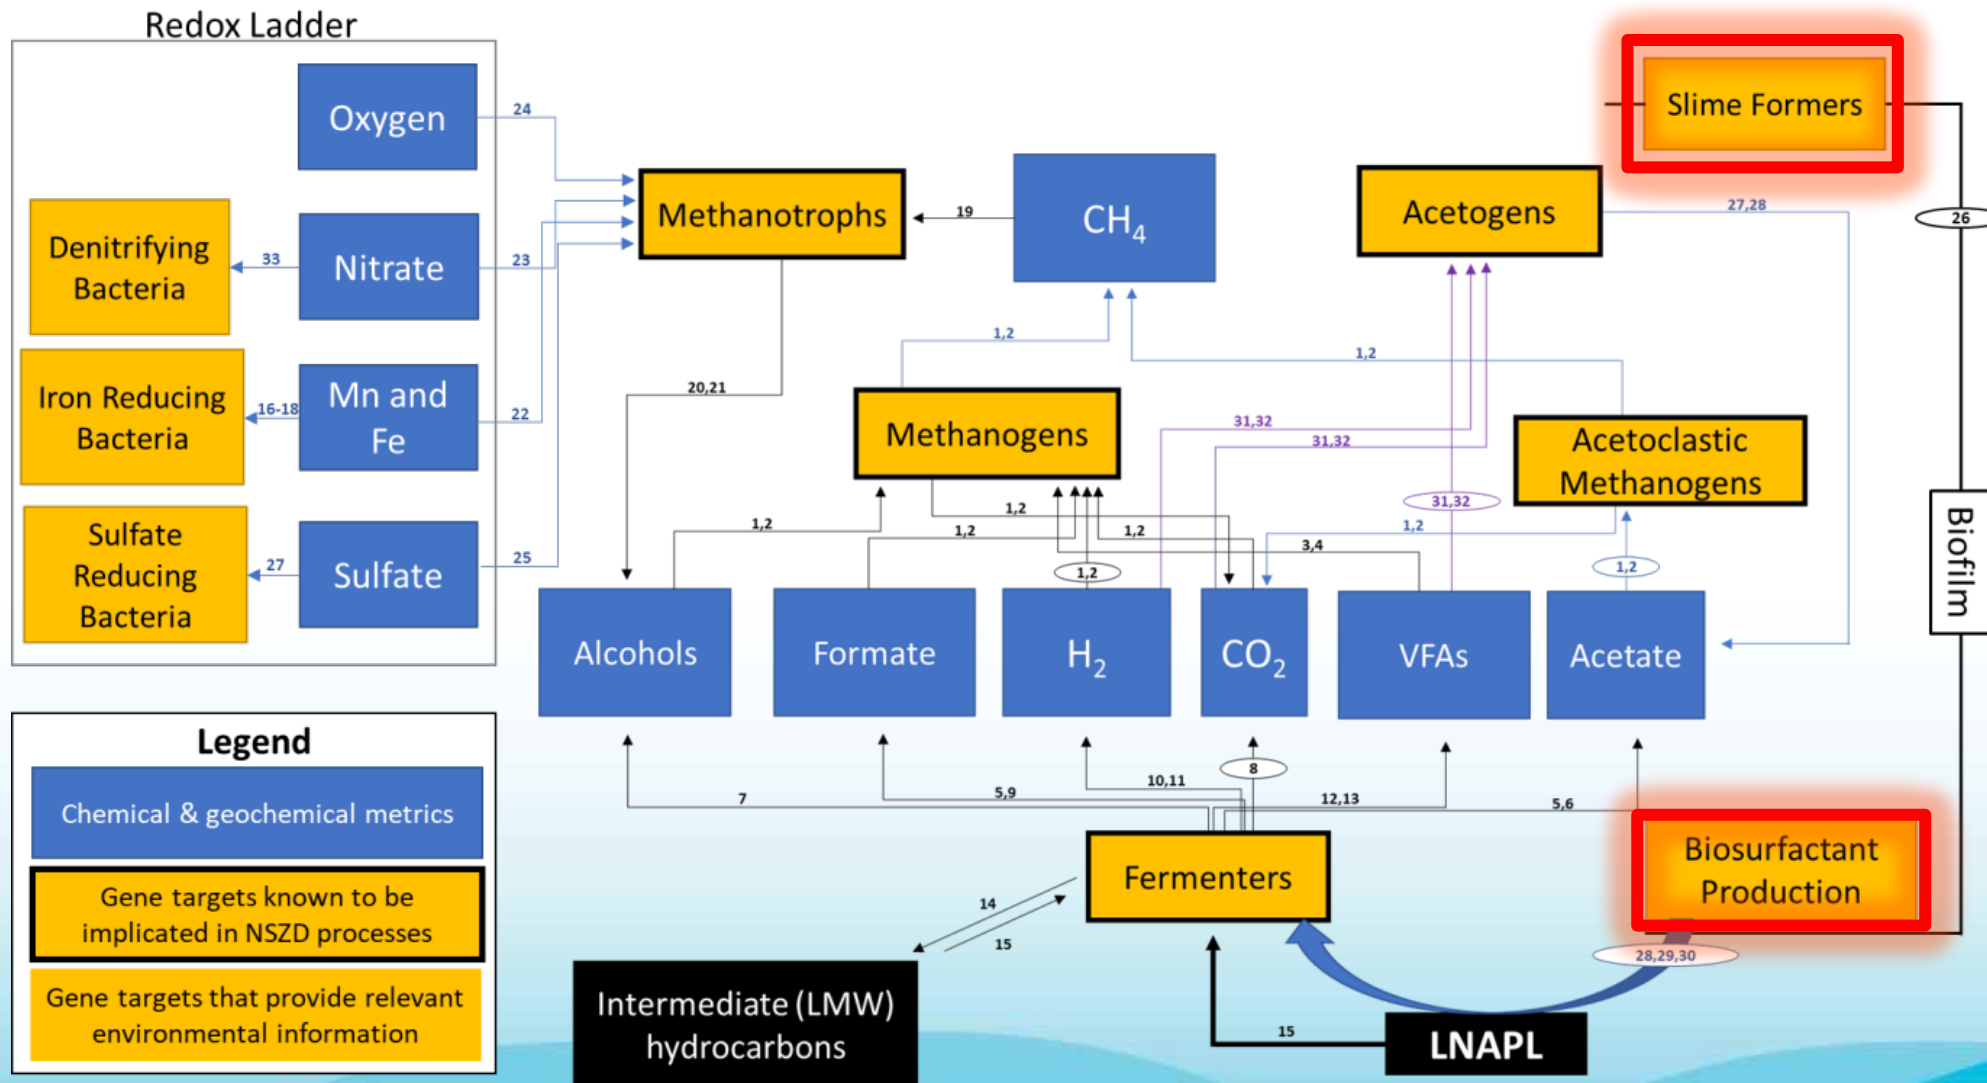 Redox Ladder
Oxygen
24
Denitrifying
Bacteria
33
Nitrate
23
Iron Reducing
Bacteria
16-18
Mn and
Fe
22
Sulfate
Reducing
Bacteria
27
Sulfate
25
Methanotrophs
19
CH₄
Acetogens
27,28
Slime Formers
26
Biofilm
20,21
1,2
1,2
Methanogens
31,32
31,32
31,32
Acetoclastic
Methanogens
1,2
1,2
1,2
1,2
1,2
3,4
1,2
1,2
Alcohols
Formate
H₂
CO₂
VFAs
Acetate
7
5,9
10,11
8
12,13
5,6
Fermenters
Biosurfactant
Production
28,29,30
14
15
Intermediate (LMW)
hydrocarbons
15
LNAPL
Legend
Chemical & geochemical metrics
Gene targets known to be
implicated in NSZD processes
Gene targets that provide relevant
environmental information